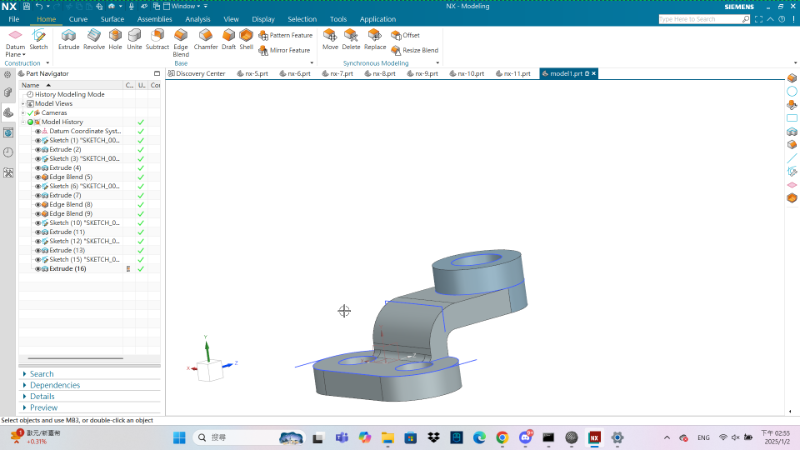 NX
Window
NX - Modeling
SIEMENS
File Home Curve Surface Assemblies Analysis View Display Selection Tools Application
Type here to Search
Datum Plane
Sketch
Extrude
Revolve
Hole
Unite
Subtract
Edge Blend
Chamfer
Draft
Shell
Pattern Feature
Mirror Feature
Move
Delete
Replace
Offset
Resize Blend
Construction
Base
Synchronous Modeling
Part Navigator
Discovery Center nx-5.prt nx-6.prt nx-7.prt nx-8.prt nx-9.prt nx-10.prt nx-11.prt model1.prt
Name C... U... Cor
History Modeling Mode
Model Views
Cameras
Model History
Datum Coordinate Syst...
Sketch (1) "SKETCH_00...
Extrude (2)
Sketch (3) "SKETCH_00...
Extrude (4)
Edge Blend (5)
Sketch (6) "SKETCH_00...
Extrude (7)
Edge Blend (8)
Edge Blend (9)
Sketch (10) "SKETCH_0...
Extrude (11)
Sketch (12) "SKETCH_0...
Extrude (13)
Sketch (15) "SKETCH_0...
Extrude (16)
Y
X
Z
Search
Dependencies
Details
Preview
Select objects and use MB3, or double-click an object
+0.31%
搜尋
NX
ENG
下午 02:55
2025/1/2